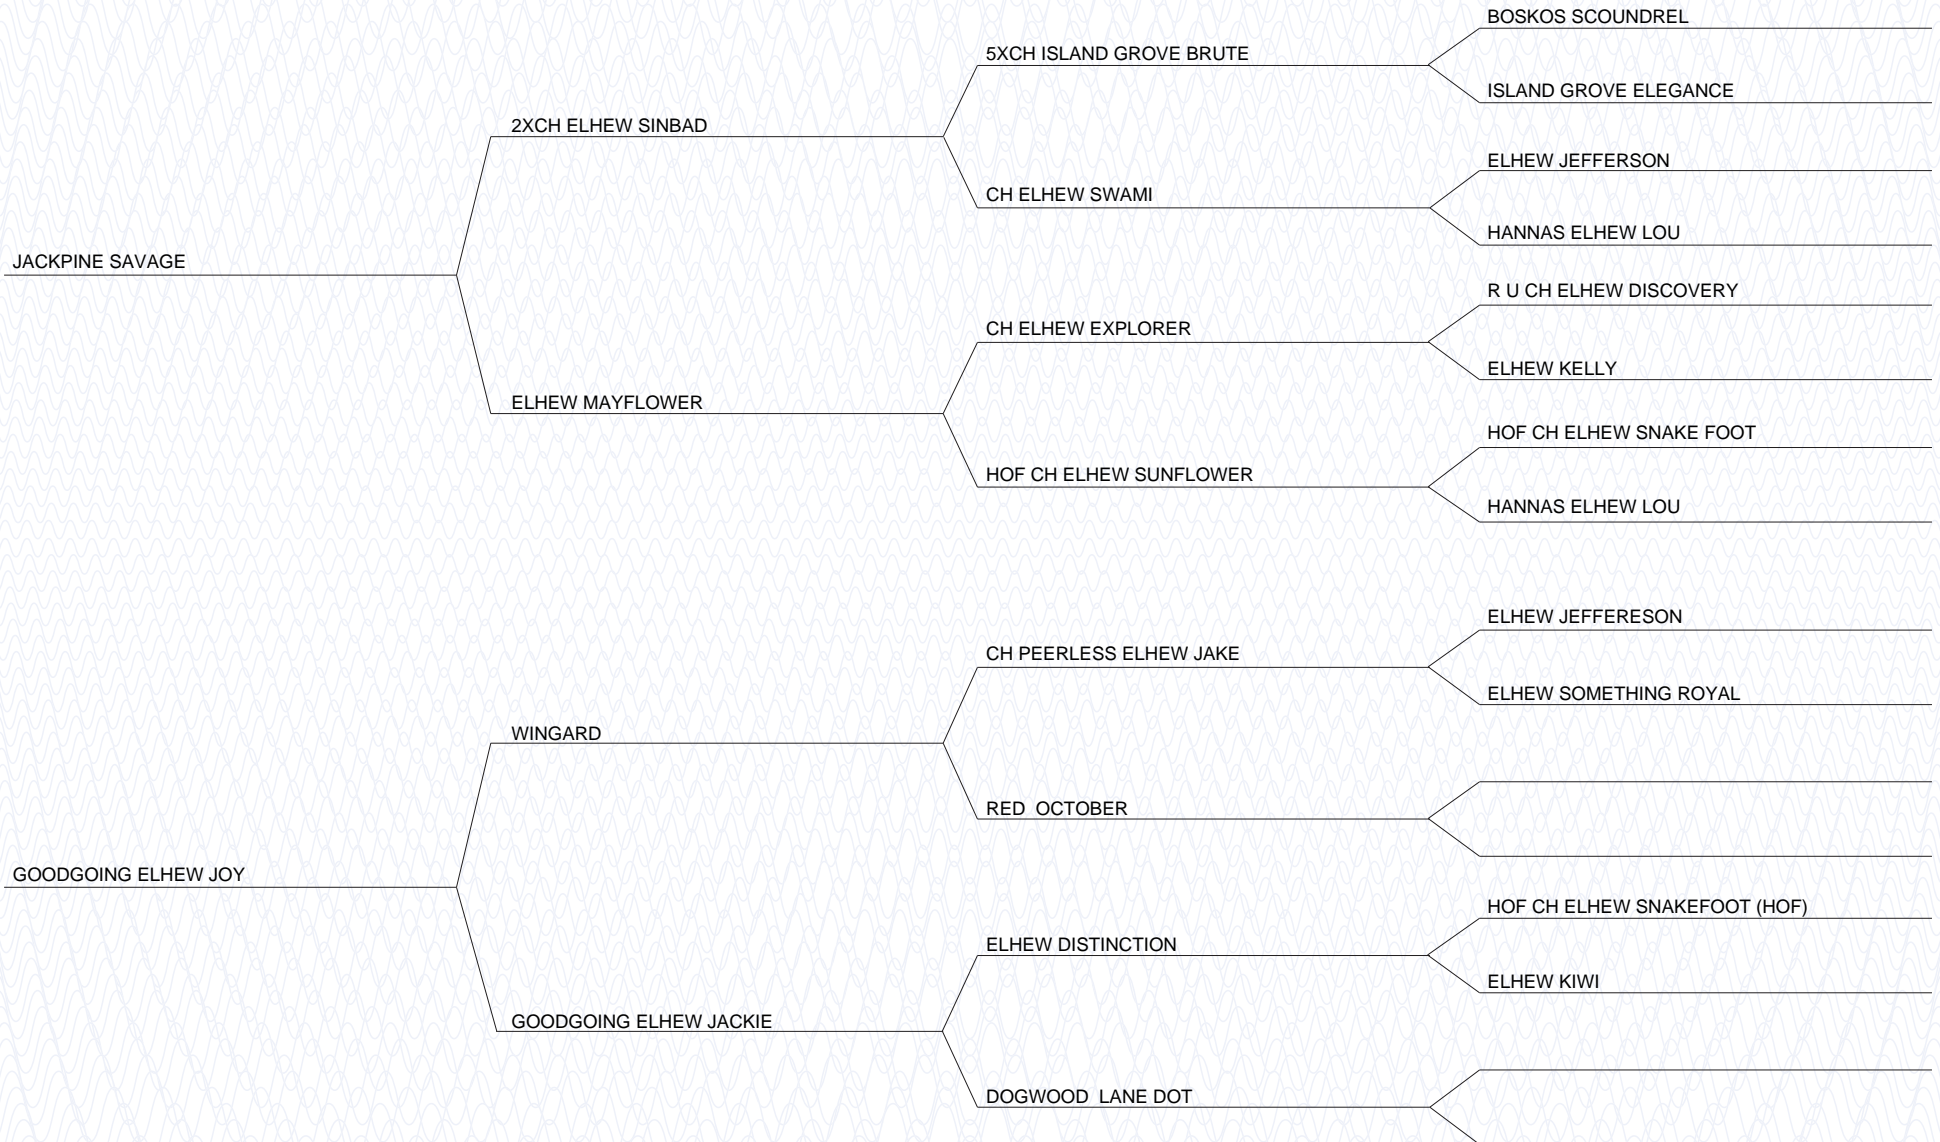 BOSKOS SCOUNDREL
5XCH ISLAND GROVE BRUTE
ISLAND GROVE ELEGANCE
2XCH ELHEW SINBAD
ELHEW JEFFERSON
CH ELHEW SWAMI
HANNAS ELHEW LOU
JACKPINE SAVAGE
R U CH ELHEW DISCOVERY
CH ELHEW EXPLORER
ELHEW KELLY
ELHEW MAYFLOWER
HOF CH ELHEW SNAKE FOOT
HOF CH ELHEW SUNFLOWER
HANNAS ELHEW LOU
ELHEW JEFFERESON
CH PEERLESS ELHEW JAKE
ELHEW SOMETHING ROYAL
WINGARD
RED  OCTOBER
GOODGOING ELHEW JOY
HOF CH ELHEW SNAKEFOOT (HOF)
ELHEW DISTINCTION
ELHEW KIWI
GOODGOING ELHEW JACKIE
DOGWOOD  LANE DOT